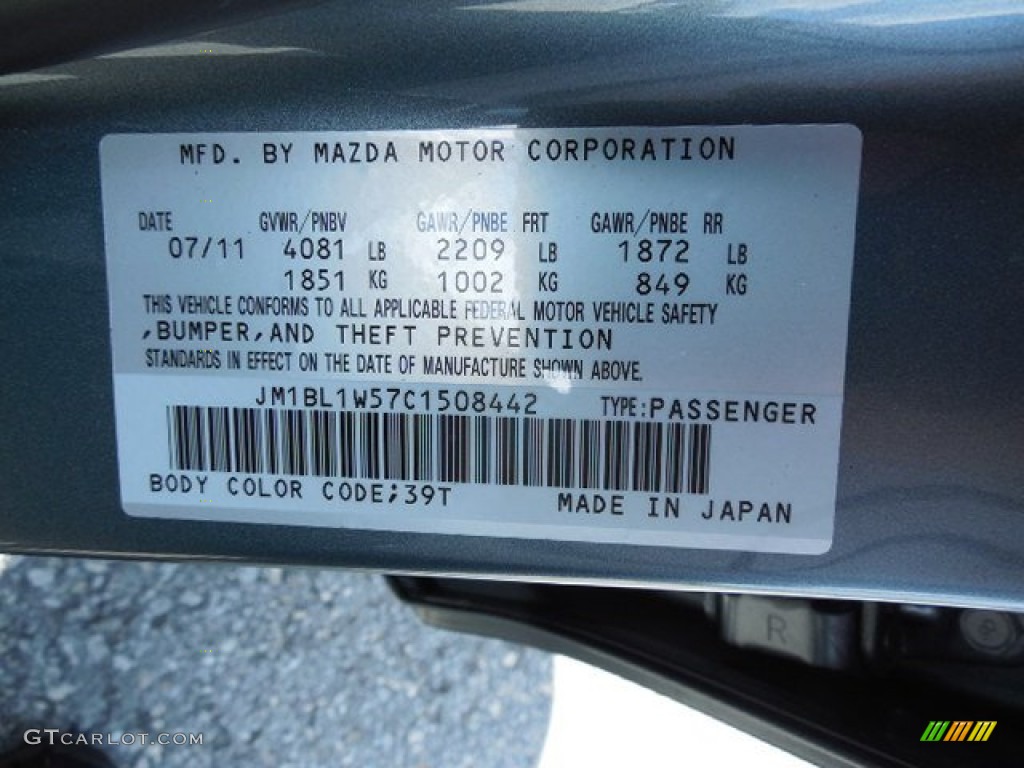 MFD. BY MAZDA MOTOR CORPORATION
DATE GVWR/PNBV GAWR/PNBE FRT GAWR/PNBE RR
07/11 4081 LB 2209 LB 1872 LB
1851 KG 1002 KG 849 KG
THIS VEHICLE CONFORMS TO ALL APPLICABLE FEDERAL MOTOR VEHICLE SAFETY
,BUMPER,AND THEFT PREVENTION
STANDARDS IN EFFECT ON THE DATE OF MANUFACTURE SHOWN ABOVE.
JM1BL1W57C1508442 TYPE:PASSENGER
BODY COLOR CODE;39T MADE IN JAPAN
R
GTCARLOT.COM